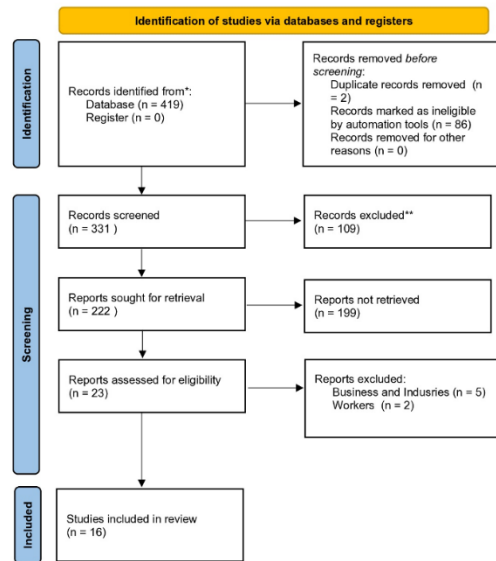 Identification of studies via databases and registers
Identification
Records identified from*:
Database (n = 419)
Register (n = 0)
Records removed before
screening:
Duplicate records removed (n
= 2)
Records marked as ineligible
by automation tools (n = 86)
Records removed for other
reasons (n = 0)
Screening
Records screened
(n = 331 )
Records excluded**
(n = 109)
Reports sought for retrieval
(n = 222 )
Reports not retrieved
(n = 199)
Reports assessed for eligibility
(n = 23)
Reports excluded:
Business and Indusries (n = 5)
Workers (n = 2)
Included
Studies included in review
(n = 16)